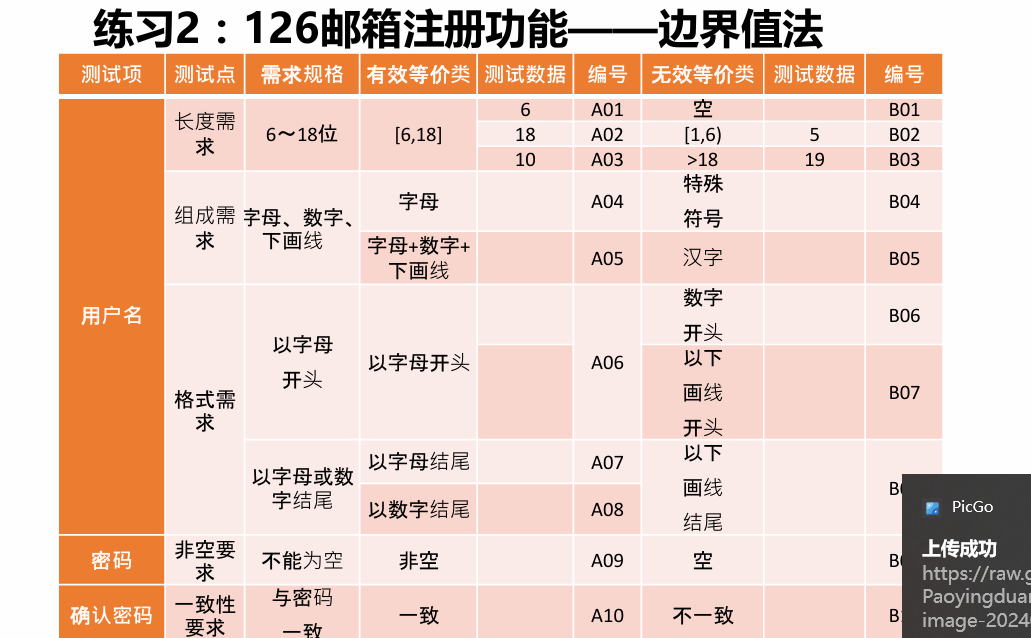 练习2：126邮箱注册功能——边界值法
测试项 测试点 需求规格 有效等价类 测试数据 编号 无效等价类 测试数据 编号
用户名
长度需
求
6～18位
[6,18]
6 A01 空 B01
18 A02 [1,6) 5 B02
10 A03 >18 19 B03
组成需
求
字母、数字、
下画线
字母
A04
特殊
符号
B04
字母+数字+
下画线
A05
汉字
B05
格式需
求
以字母
开头
以字母开头
A06
数字
开头
B06
以下
画线
开头
B07
以字母或数
字结尾
以字母结尾
A07
以数字结尾
A08
以下
画线
结尾
密码
非空要
求
不能为空
非空
A09
空
确认密码
一致性
要求
与密码
一致
一致
A10
不一致
PicGo
上传成功
https://raw.g
Paoyingduan
image-2024